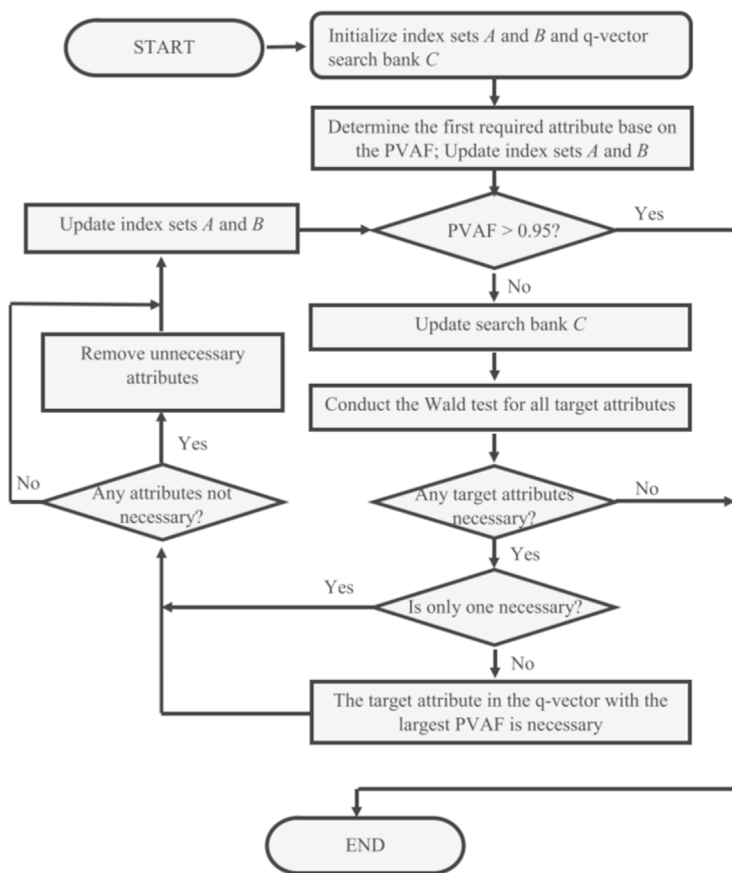 START
Initialize index sets A and B and q-vector
search bank C
Determine the first required attribute base on
the PVAF; Update index sets A and B
Update index sets A and B
PVAF > 0.95?
Yes
No
Update search bank C
Remove unnecessary
attributes
Conduct the Wald test for all target attributes
Yes
No
Any attributes not
necessary?
Any target attributes
necessary?
No
Yes
Yes
Is only one necessary?
No
The target attribute in the q-vector with the
largest PVAF is necessary
END